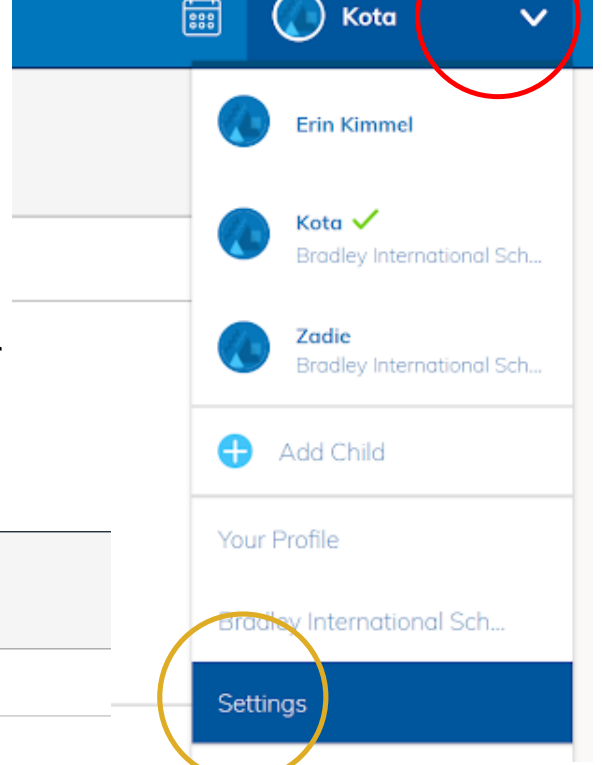 Kota
Erin Kimmel
Kota
Bradley International Sch...
Zadie
Bradley International Sch...
Add Child
Your Profile
Bradley International Sch...
Settings